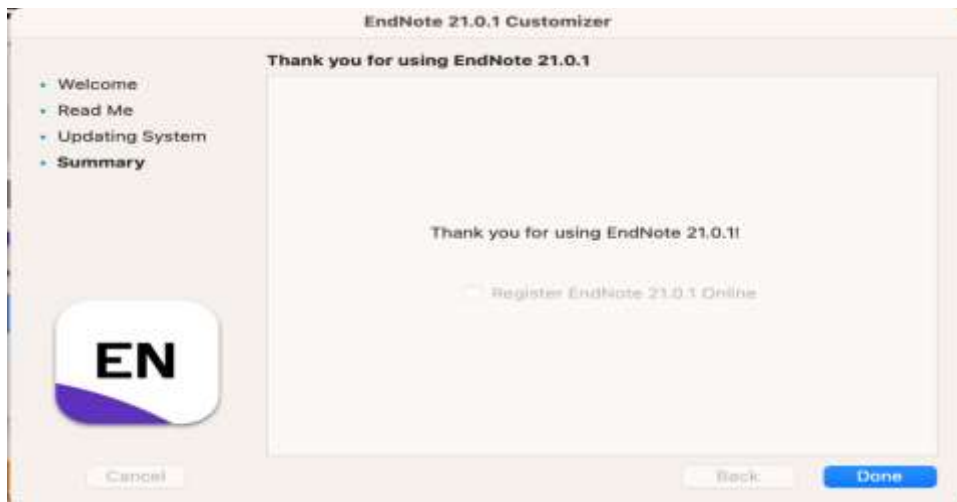 EndNote 21.0.1 Customizer
Thank you for using EndNote 21.0.1
Welcome
Read Me
Updating System
Summary
Thank you for using EndNote 21.0.1!
Register EndNote 21.0.1 Online
EN
Cancel
Back
Done